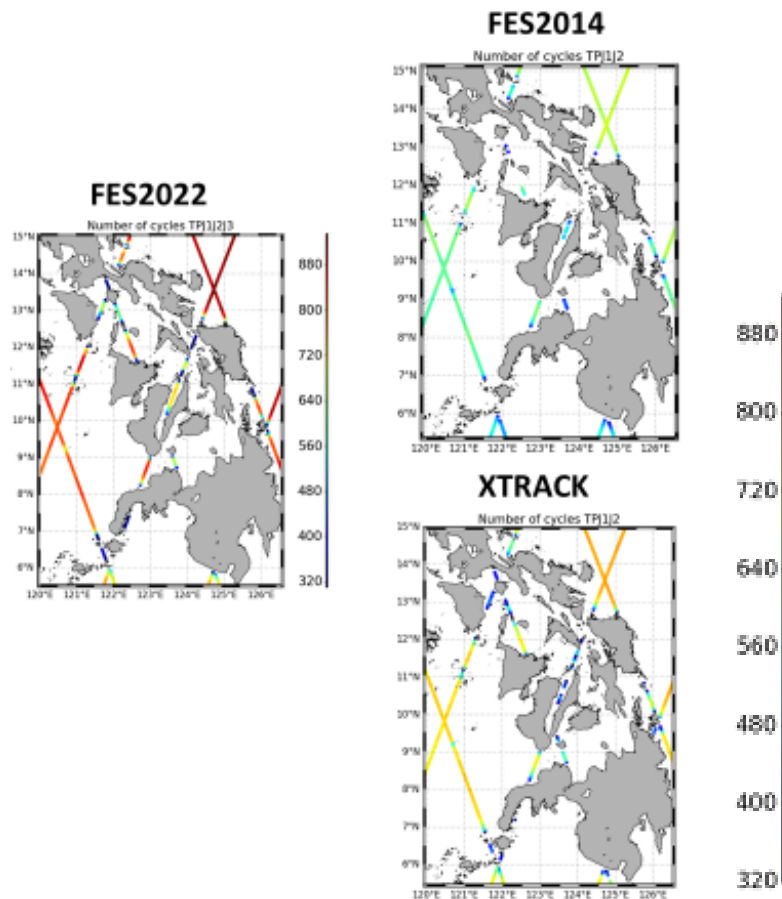 FES2014
Number of cycles TPJ1J2
15°N
14°N
13°N
12°N
11°N
10°N
9°N
8°N
7°N
6°N
120°E 121°E 122°E 123°E 124°E 125°E 126°E
FES2022
Number of cycles TPJ1J2J3
15°N
14°N
13°N
12°N
11°N
10°N
9°N
8°N
7°N
6°N
120°E 121°E 122°E 123°E 124°E 125°E 126°E
880
800
720
640
560
480
400
320
XTRACK
Number of cycles TPJ1J2
15°N
14°N
13°N
12°N
11°N
10°N
9°N
8°N
7°N
6°N
120°E 121°E 122°E 123°E 124°E 125°E 126°E
880
800
720
640
560
480
400
320